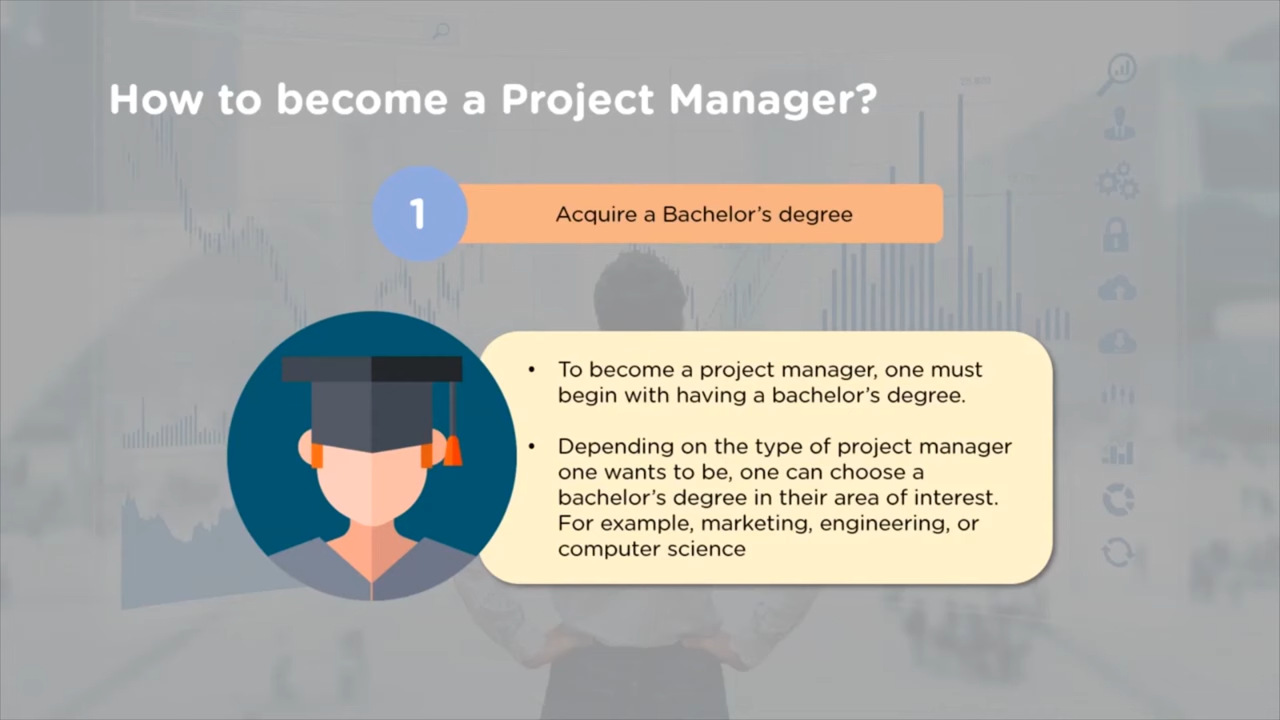 How to become a Project Manager?
1
Acquire a Bachelor's degree
• To become a project manager, one must
begin with having a bachelor's degree.
• Depending on the type of project manager
one wants to be, one can choose a
bachelor's degree in their area of interest.
For example, marketing, engineering, or
computer science